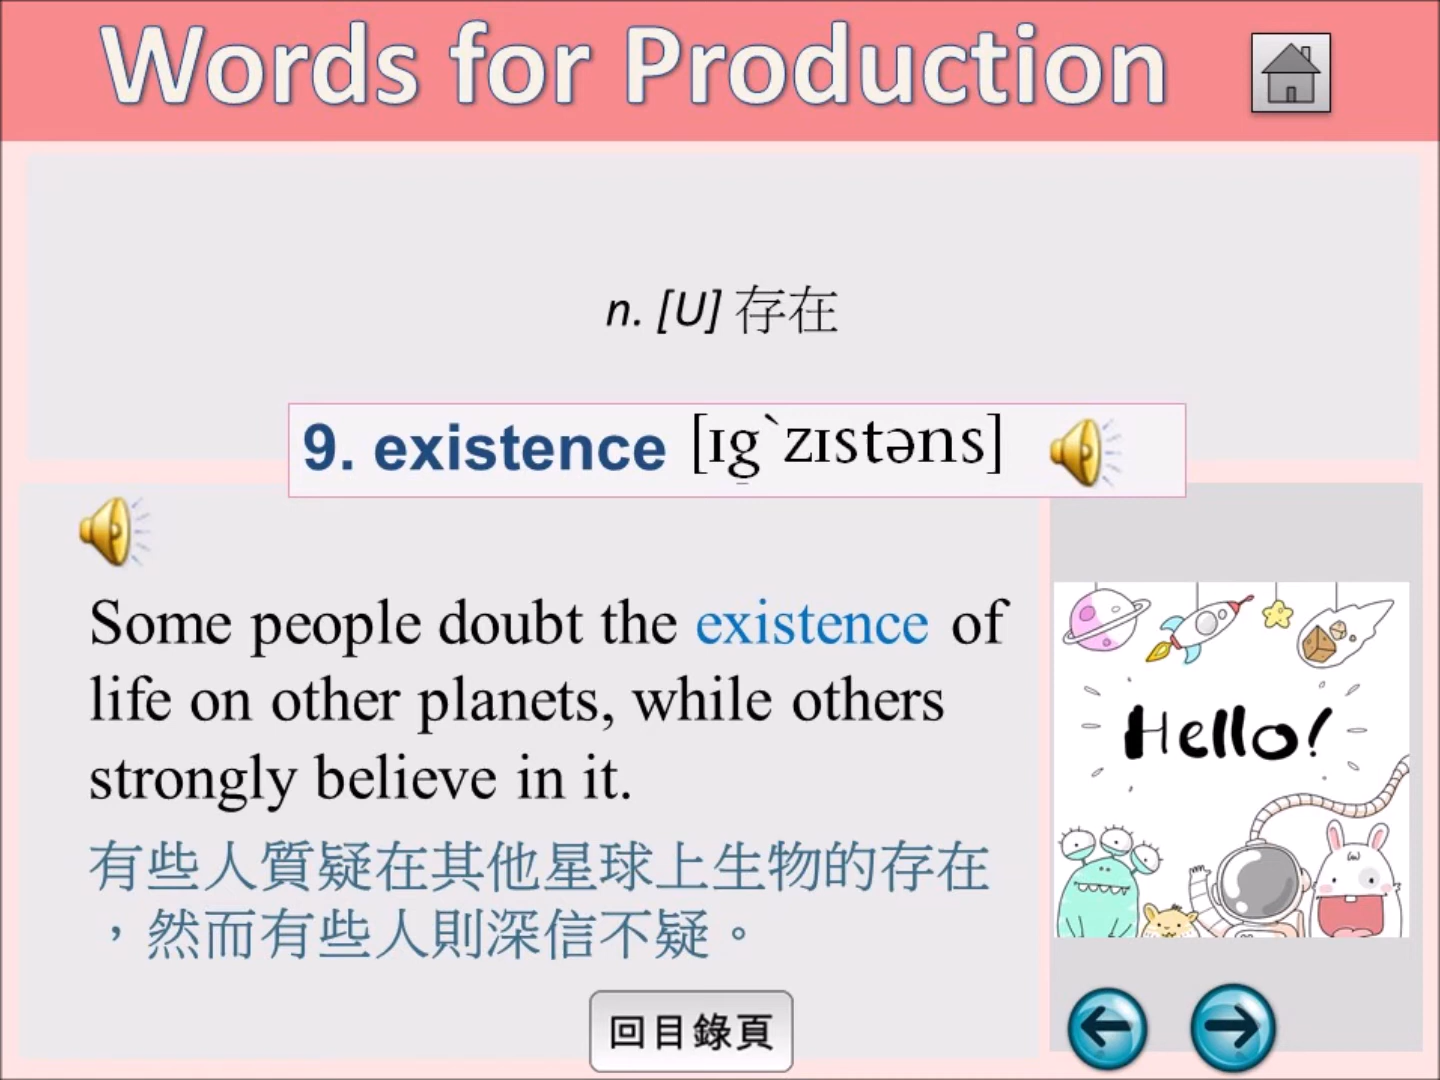 Words for Production
n. [U] 存在
9. existence [ɪg`zɪstəns]
Some people doubt the existence of
life on other planets, while others
strongly believe in it.
有些人質疑在其他星球上生物的存在
，然而有些人則深信不疑。
Hello!
回目錄頁